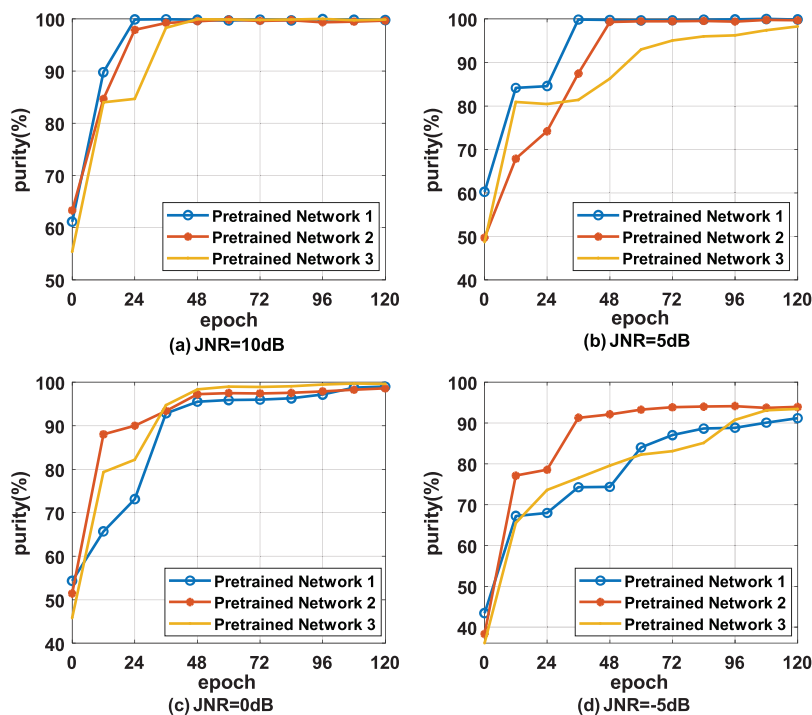 100
90
80
70
60
50
purity(%)
Pretrained Network 1
Pretrained Network 2
Pretrained Network 3
0 24 48 72 96 120
epoch
(a) JNR=10dB
100
90
80
70
60
50
40
purity(%)
Pretrained Network 1
Pretrained Network 2
Pretrained Network 3
0 24 48 72 96 120
epoch
(b) JNR=5dB
100
90
80
70
60
50
40
purity(%)
Pretrained Network 1
Pretrained Network 2
Pretrained Network 3
0 24 48 72 96 120
epoch
(c) JNR=0dB
100
90
80
70
60
50
40
purity(%)
Pretrained Network 1
Pretrained Network 2
Pretrained Network 3
0 24 48 72 96 120
epoch
(d) JNR=-5dB